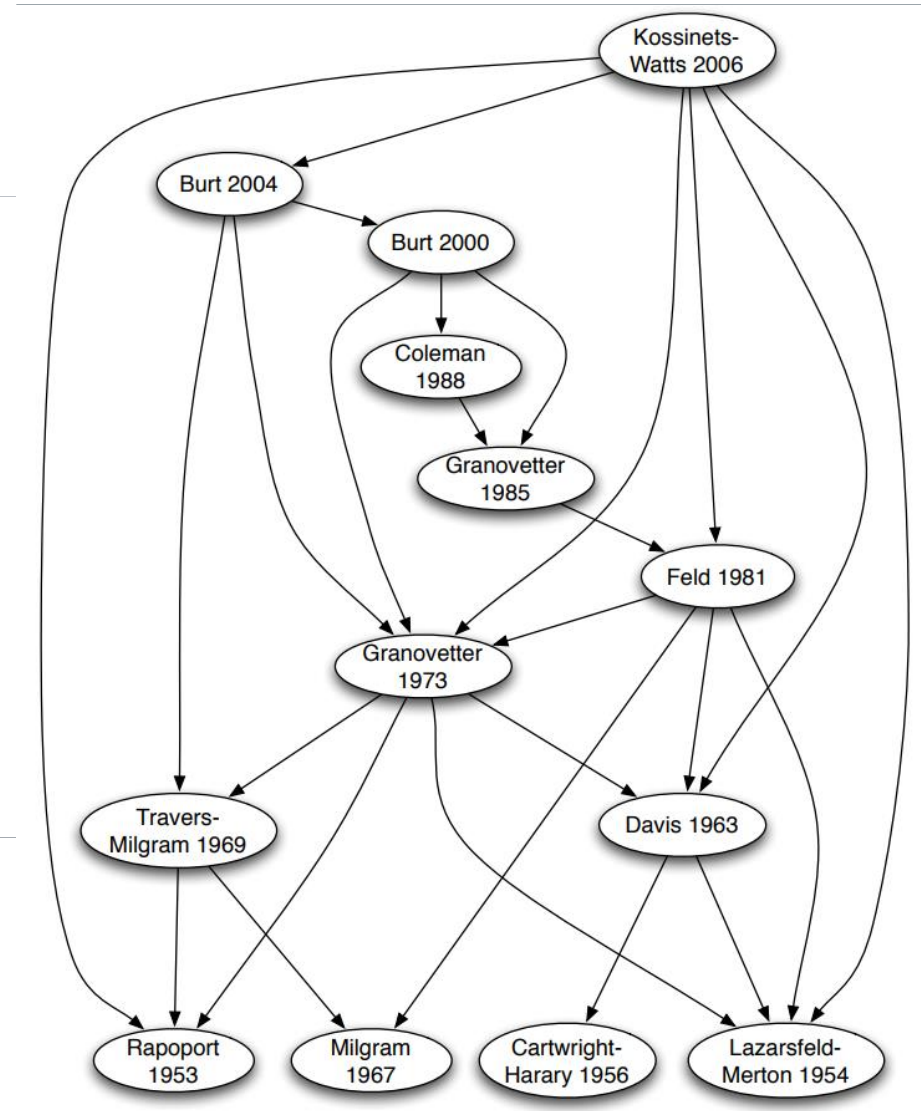 Kossinets-
Watts 2006
Burt 2004
Burt 2000
Coleman
1988
Granovetter
1985
Feld 1981
Granovetter
1973
Travers-
Milgram 1969
Davis 1963
Rapoport
1953
Milgram
1967
Cartwright-
Harary 1956
Lazarsfeld-
Merton 1954